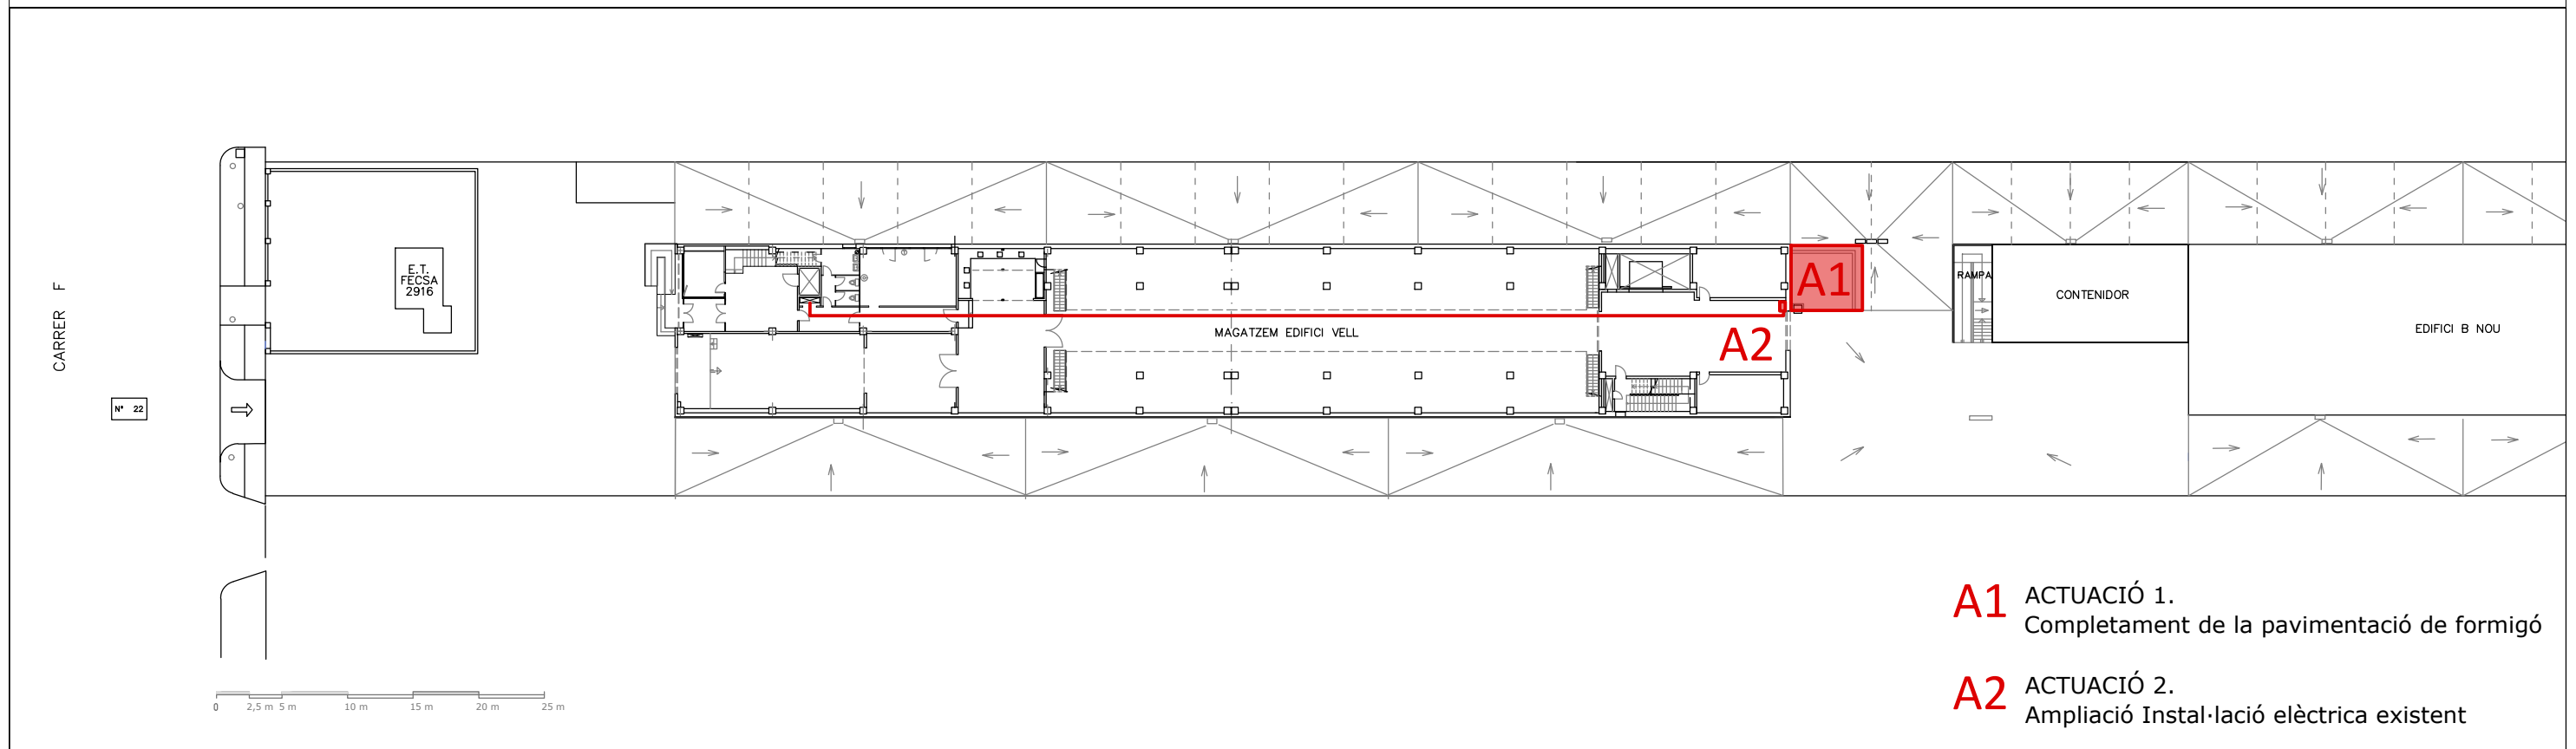 CARRER F
Nº 22
E.T.
FECSA
2916
A1
A2
MAGATZEM EDIFICI VELL
RAMPA
CONTENIDOR
EDIFICI B NOU
A1 ACTUACIÓ 1.
Completament de la pavimentació de formigó
A2 ACTUACIÓ 2.
Ampliació Instal·lació elèctrica existent
0 2,5 m 5 m 10 m 15 m 20 m 25 m